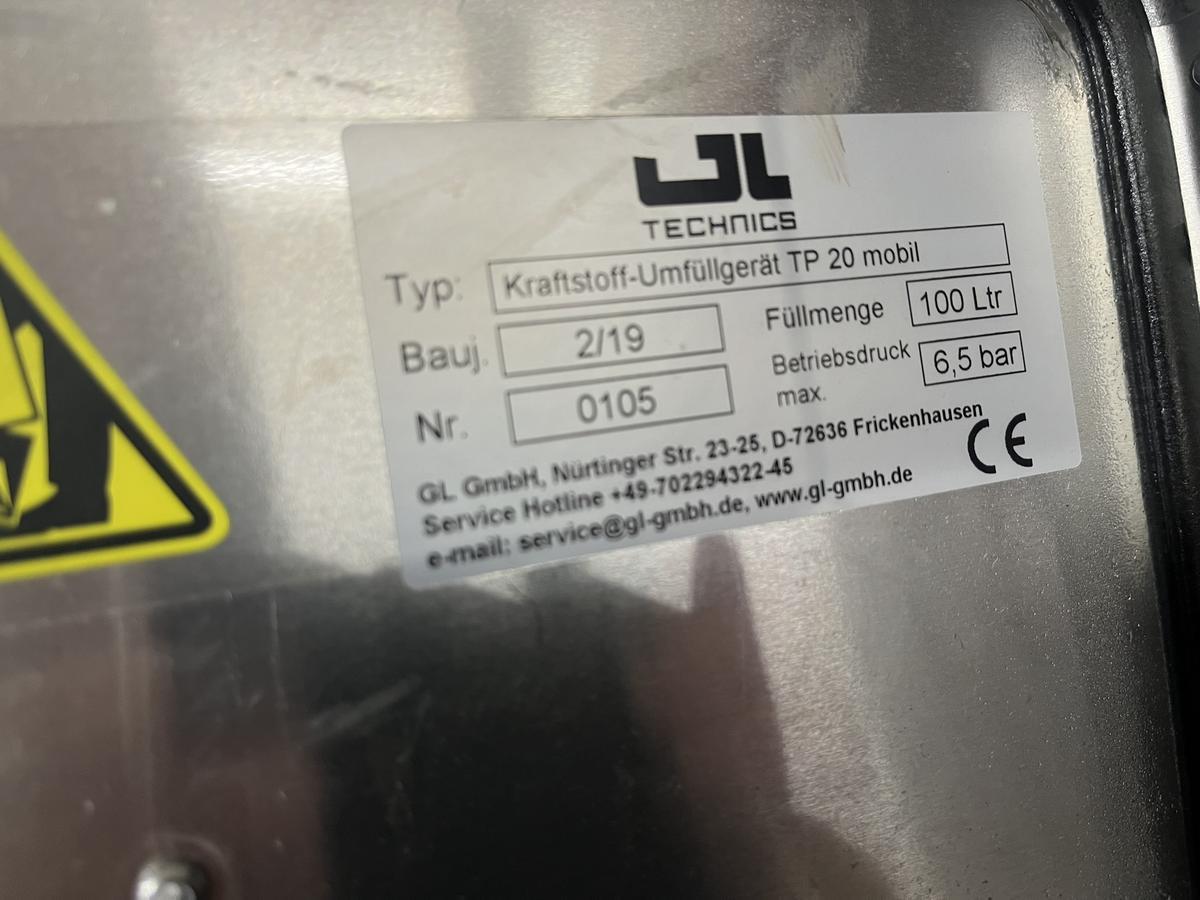 GL
TECHNICS
Typ: Kraftstoff-Umfüllgerät TP 20 mobil
Bauj. 2/19 Füllmenge 100 Ltr
Nr. 0105 Betriebsdruck max. 6,5 bar
GL GmbH, Nürtinger Str. 23-25, D-72636 Frickenhausen
Service Hotline +49-702294322-45
e-mail: service@gl-gmbh.de, www.gl-gmbh.de
CE